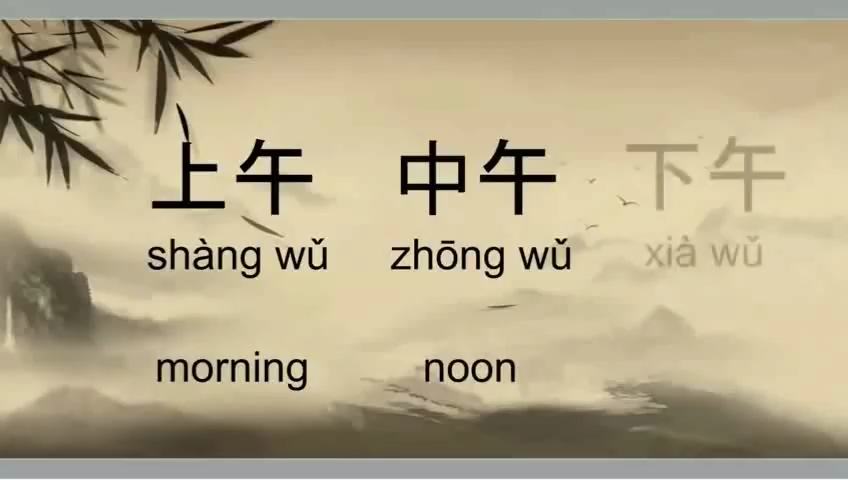 上午 中午 下午
shàng wǔ zhōng wǔ xià wǔ
morning noon